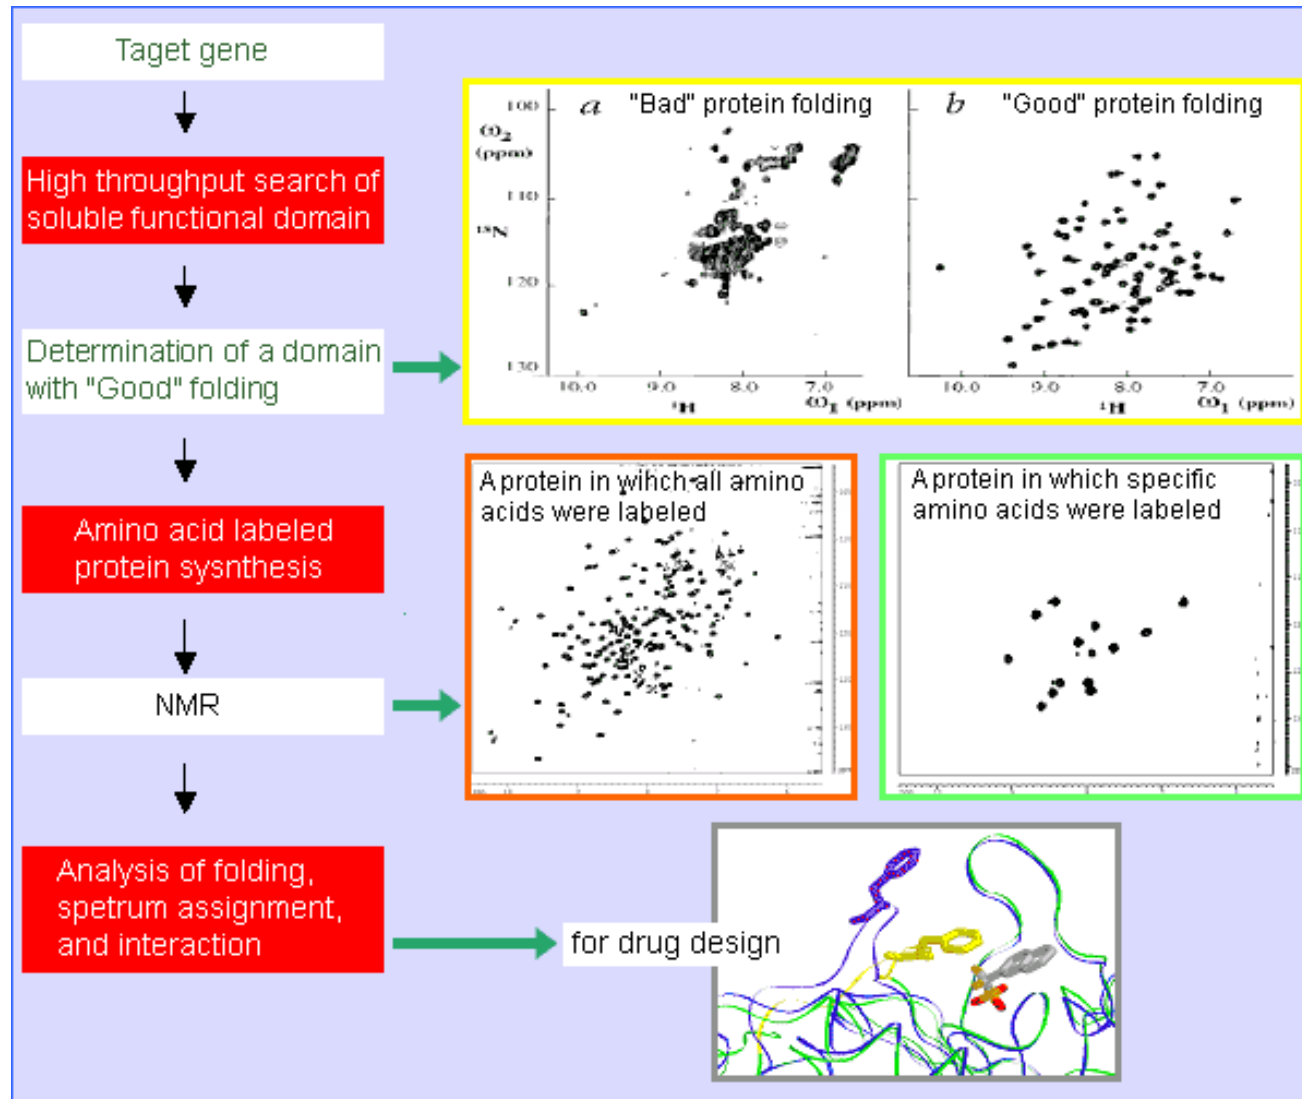 Taget gene
High throughput search of
soluble functional domain
Determination of a domain
with "Good" folding
Amino acid labeled
protein sysnthesis
NMR
Analysis of folding,
spetrum assignment,
and interaction
a "Bad" protein folding
100
ω2
(ppm)
110
15N
120
130
10.0 9.0 8.0 7.0
1H ω1 (ppm)
b "Good" protein folding
10.0 9.0 8.0 7.0
1H ω1 (ppm)
A protein in wihch all amino
acids were labeled
A protein in which specific
amino acids were labeled
for drug design